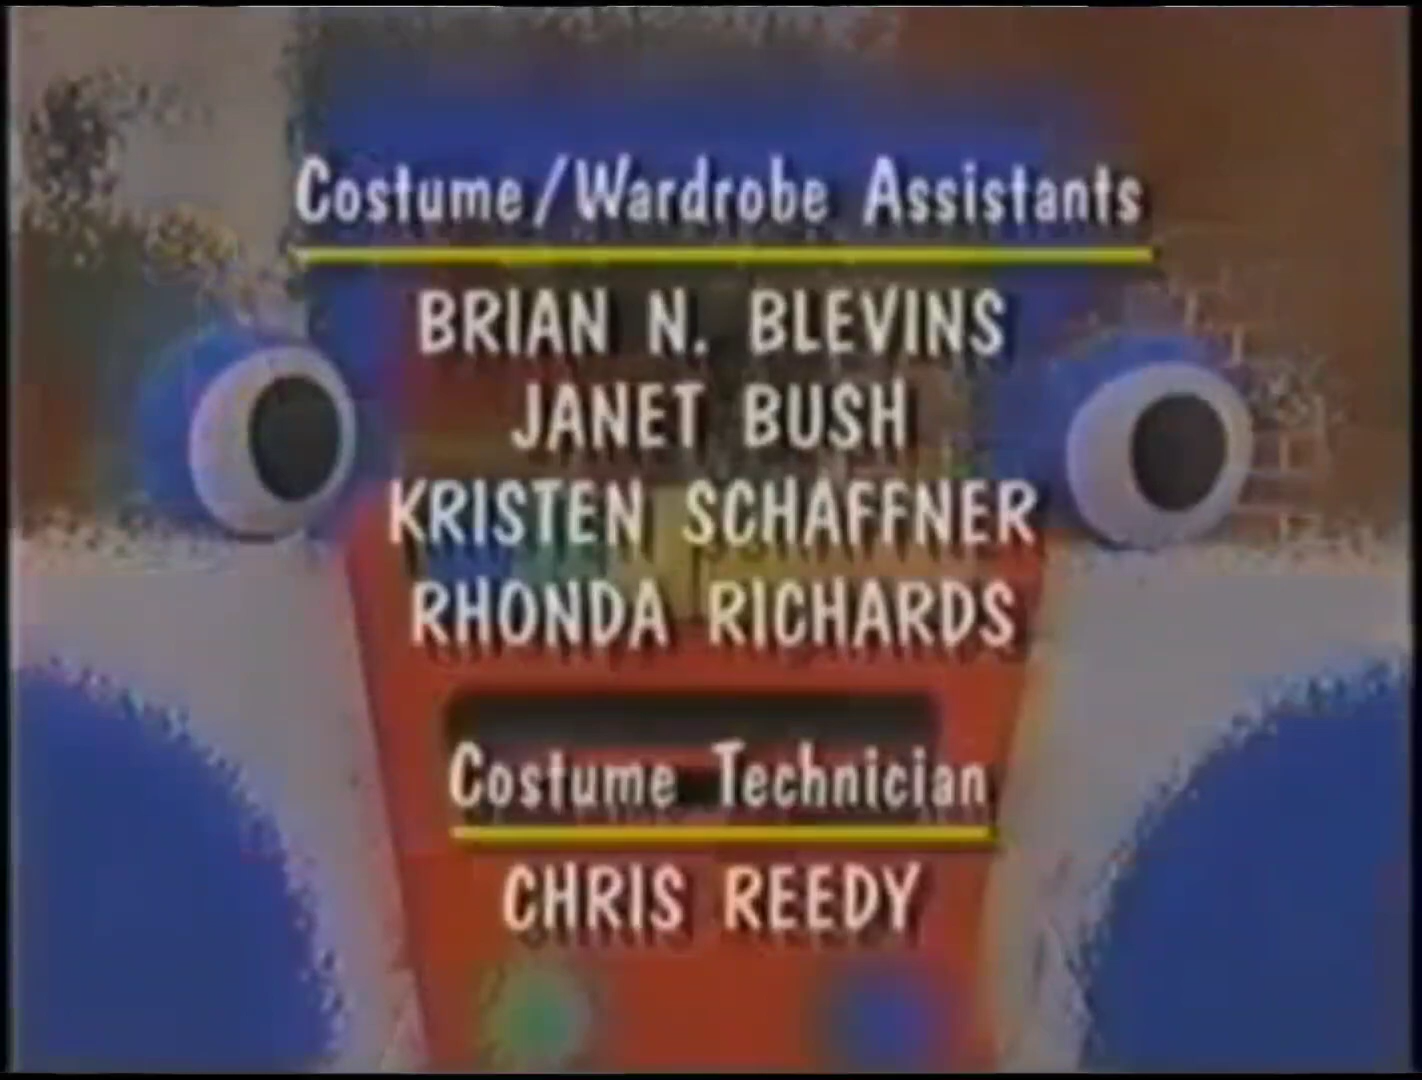 Costume/Wardrobe Assistants
BRIAN N. BLEVINS
JANET BUSH
KRISTEN SCHAFFNER
RHONDA RICHARDS
Costume Technician
CHRIS REEDY